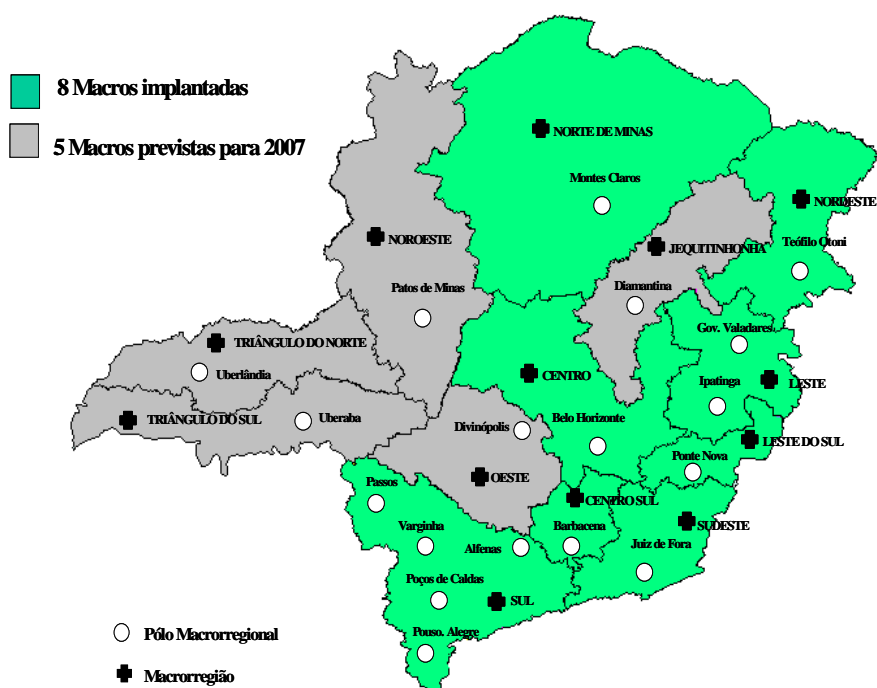 8 Macros implantadas
5 Macros previstas para 2007
NORTE DE MINAS
Montes Claros
NORDESTE
NOROESTE
JEQUITINHONHA
Teófilo Otoni
Patos de Minas
Diamantina
Gov. Valadares
TRIÂNGULO DO NORTE
Uberlândia
CENTRO
Ipatinga
LESTE
TRIÂNGULO DO SUL
Uberaba
Divinópolis
Belo Horizonte
LESTE DO SUL
Ponte Nova
Passos
OESTE
CENTRO SUL
Varginha
Barbacena
SUDESTE
Alfenas
Juiz de Fora
Poços de Caldas
SUL
Pouso. Alegre
Pólo Macrorregional
Macrorregião